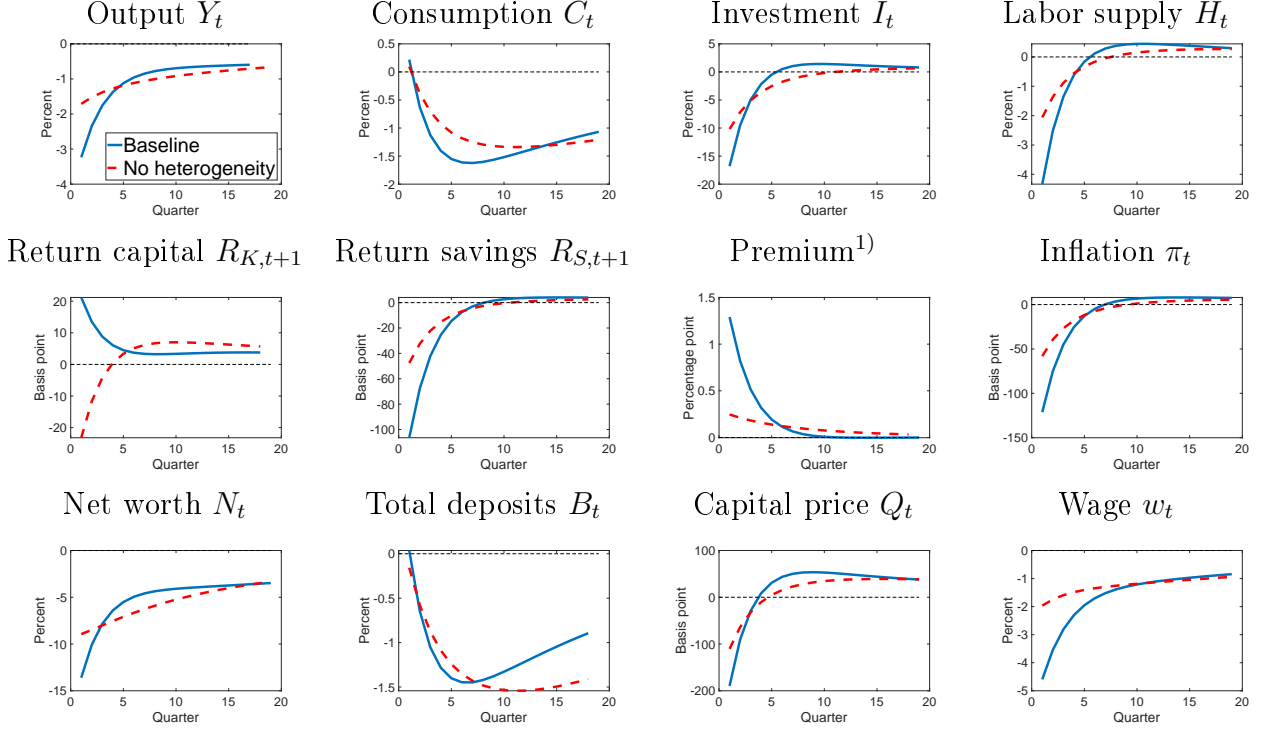 Output Y_t
Consumption C_t
Investment I_t
Labor supply H_t
0
-1
-2
-3
-4
Percent
0 5 10 15 20
Quarter
Baseline
No heterogeneity
0.5
0
-0.5
-1
-1.5
-2
Percent
0 5 10 15 20
Quarter
5
0
-5
-10
-15
-20
Percent
0 5 10 15 20
Quarter
0
-1
-2
-3
-4
Percent
0 5 10 15 20
Quarter
Return capital R_{K,t+1}
Return savings R_{S,t+1}
Premium^{1)}
Inflation π_t
20
10
0
-10
-20
Basis point
0 5 10 15 20
Quarter
0
-20
-40
-60
-80
-100
Basis point
0 5 10 15 20
Quarter
1.5
1
0.5
0
Percentage point
0 5 10 15 20
Quarter
0
-50
-100
-150
Basis point
0 5 10 15 20
Quarter
Net worth N_t
Total deposits B_t
Capital price Q_t
Wage w_t
0
-5
-10
-15
Percent
0 5 10 15 20
Quarter
0
-0.5
-1
-1.5
Percent
0 5 10 15 20
Quarter
100
0
-100
-200
Basis point
0 5 10 15 20
Quarter
0
-1
-2
-3
-4
-5
Percent
0 5 10 15 20
Quarter